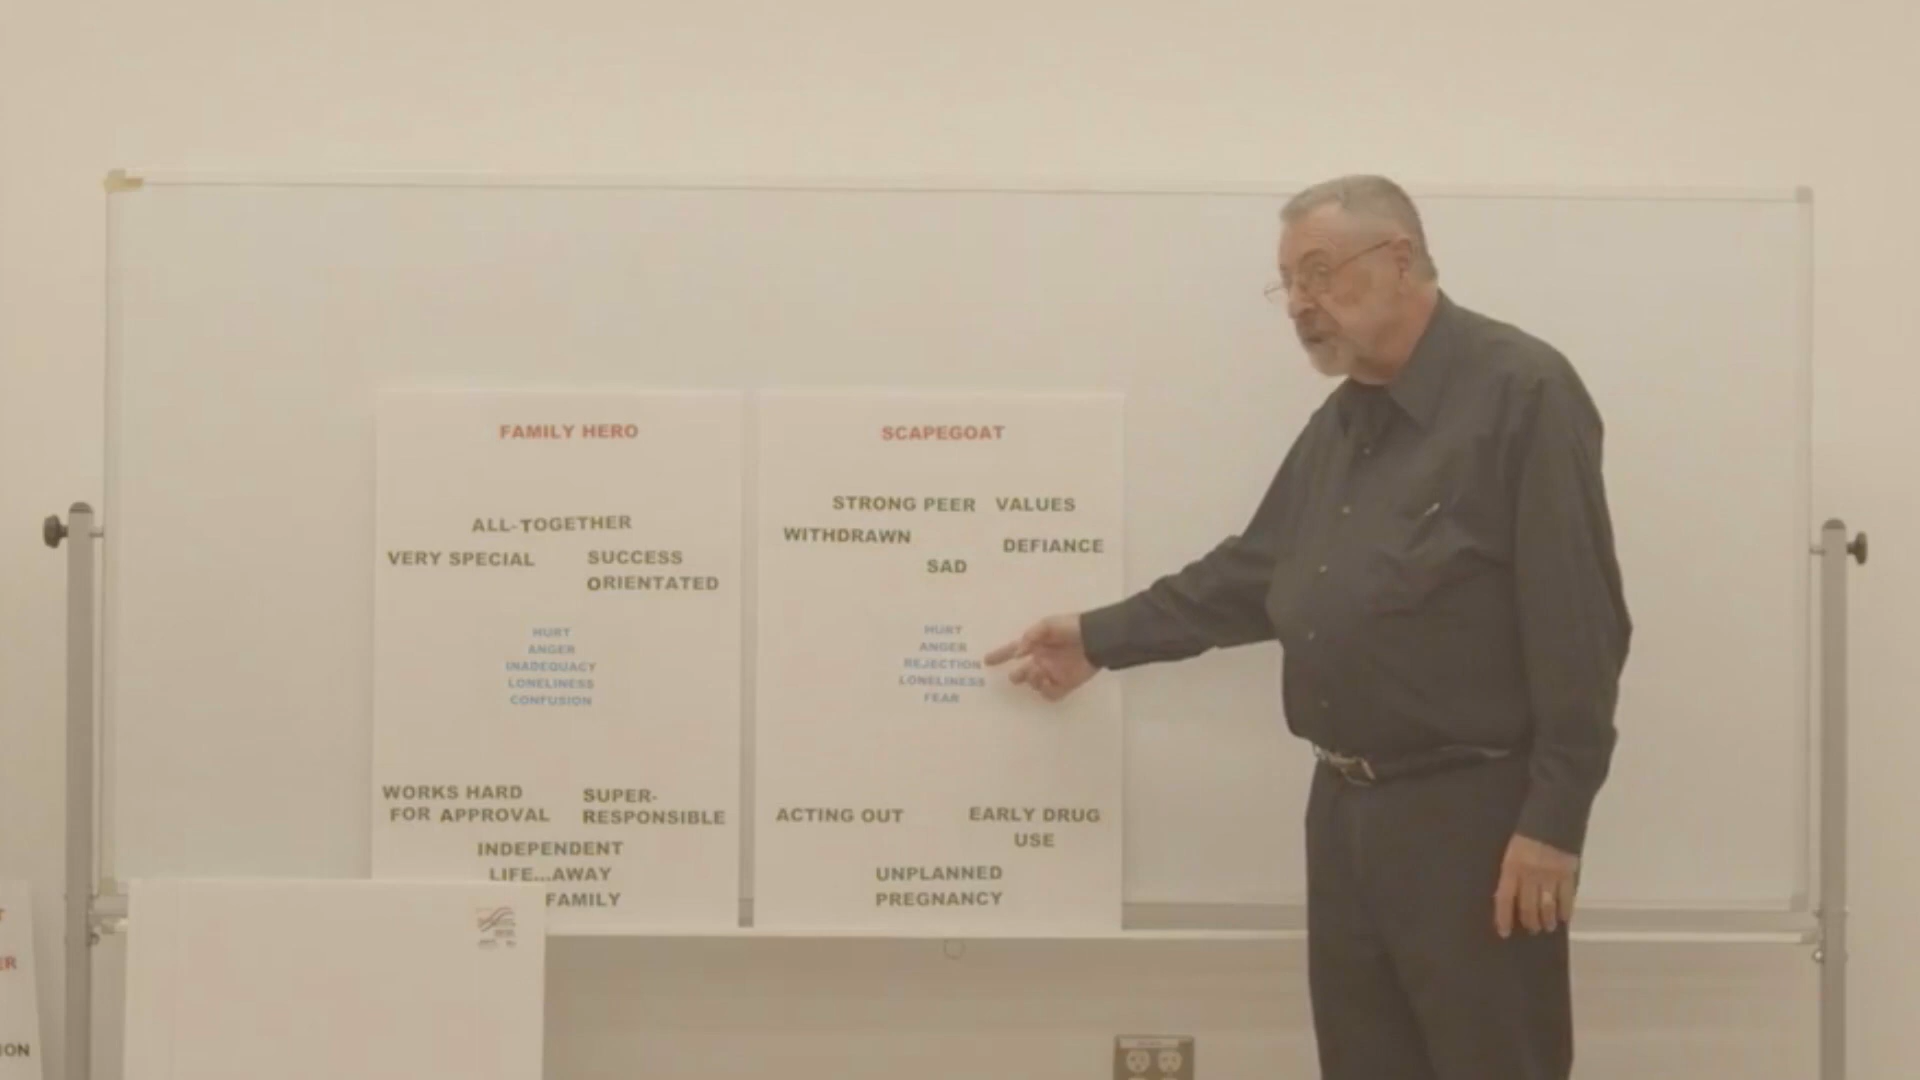 FAMILY HERO
ALL-TOGETHER
VERY SPECIAL
SUCCESS
ORIENTATED
HURT
ANGER
INADEQUACY
LONELINESS
CONFUSION
WORKS HARD
FOR APPROVAL
SUPER-
RESPONSIBLE
INDEPENDENT
LIFE...AWAY
FAMILY
SCAPEGOAT
STRONG PEER VALUES
WITHDRAWN
DEFIANCE
SAD
HURT
ANGER
REJECTION
LONELINESS
FEAR
ACTING OUT
EARLY DRUG
USE
UNPLANNED
PREGNANCY